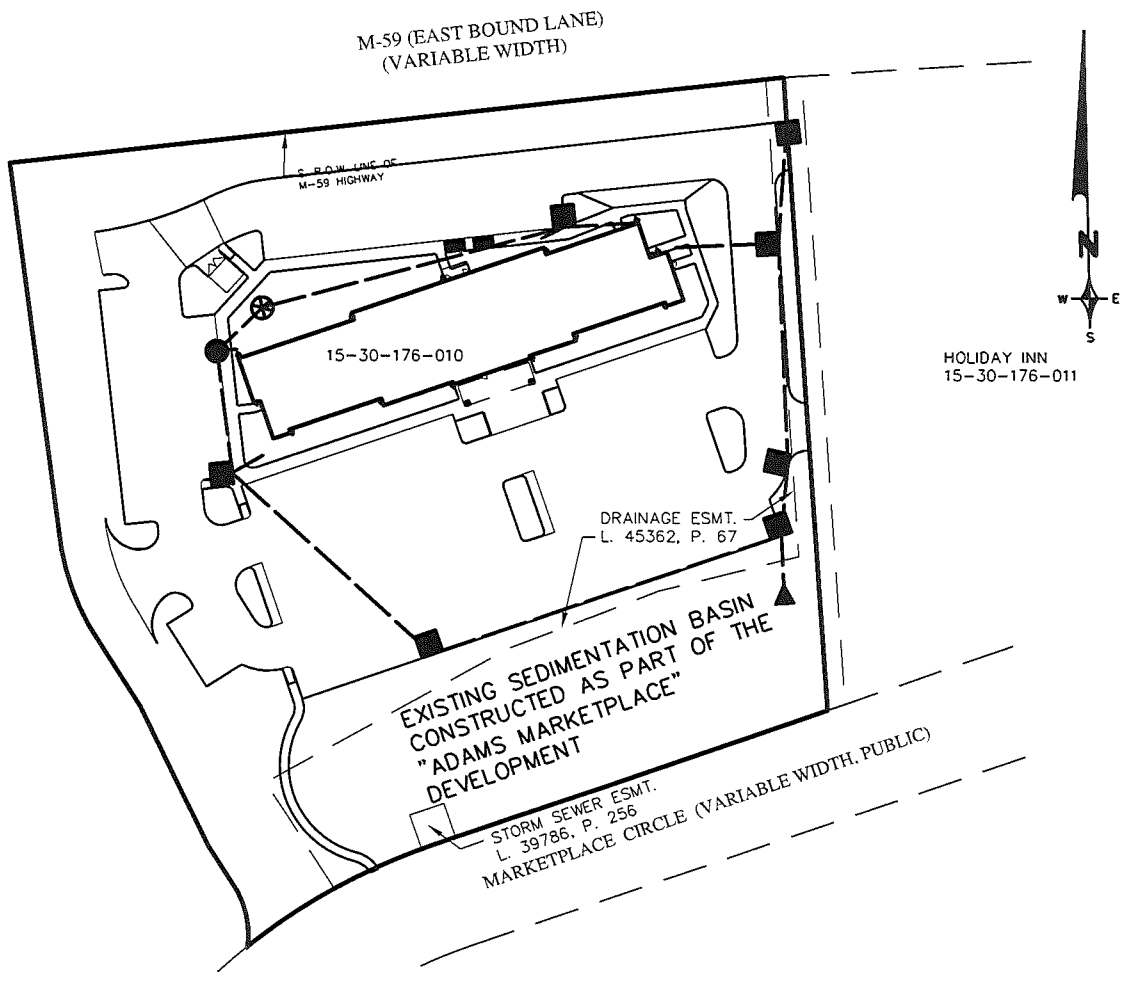 M-59 (EAST BOUND LANE)
(VARIABLE WIDTH)
S R.O.W. LINE OF
M-59 HIGHWAY
N
W E
S
15-30-176-010
HOLIDAY INN
15-30-176-011
DRAINAGE ESMT.
L. 45362, P. 67
EXISTING SEDIMENTATION BASIN
CONSTRUCTED AS PART OF THE
"ADAMS MARKETPLACE"
DEVELOPMENT
STORM SEWER ESMT.
L. 39786, P. 256
MARKETPLACE CIRCLE (VARIABLE WIDTH, PUBLIC)